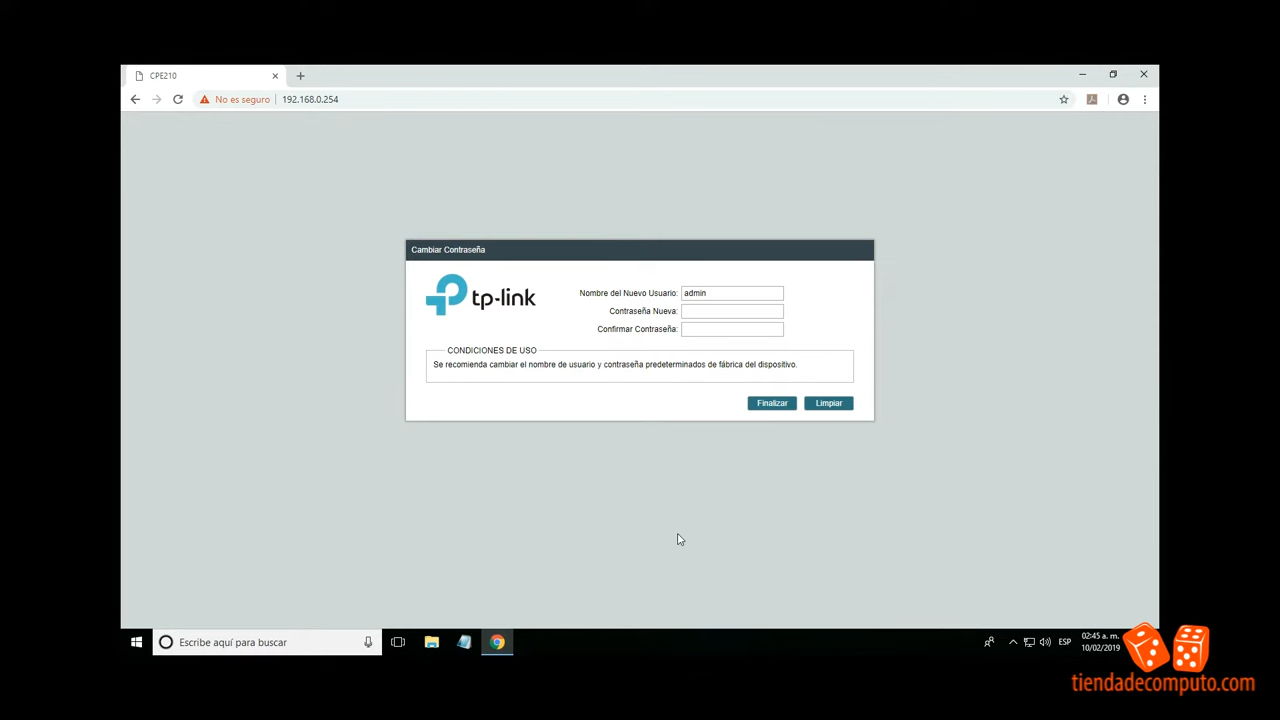 CPE210
No es seguro
192.168.0.254
Cambiar Contraseña
tp-link
Nombre del Nuevo Usuario: admin
Contraseña Nueva:
Confirmar Contraseña:
CONDICIONES DE USO
Se recomienda cambiar el nombre de usuario y contraseña predeterminados de fábrica del dispositivo.
Finalizar
Limpiar
Escribe aquí para buscar
ESP
02:45 a. m.
10/02/2019
tiendadecomputo.com